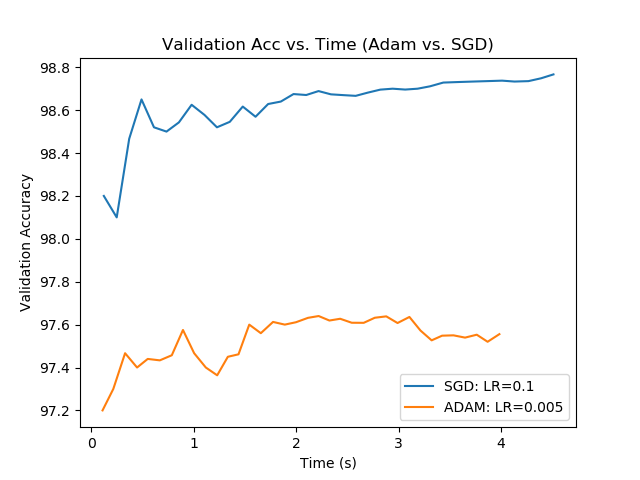 Validation Acc vs. Time (Adam vs. SGD)
98.8
98.6
98.4
98.2
98.0
97.8
97.6
97.4
97.2
Validation Accuracy
SGD: LR=0.1
ADAM: LR=0.005
0 1 2 3 4
Time (s)